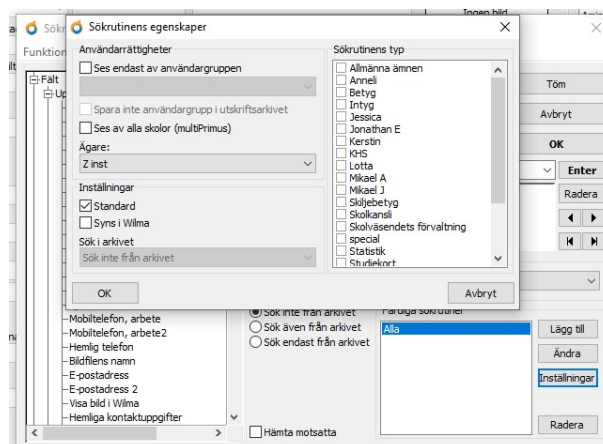 Ingen bild
Sökr
Sökrutinens egenskaper
Funktion
Användarrättigheter
Ses endast av användargruppen
Spara inte användargrupp i utskriftsarkivet
Ses av alla skolor (multiPrimus)
Ägare:
Z inst
Inställningar
Standard
Syns i Wilma
Sök i arkivet
Sök inte från arkivet
OK
Avbryt
Sökrutinens typ
Allmänna ämnen
Anneli
Betyg
Intyg
Jessica
Jonathan E
Kerstin
KHS
Lotta
Mikael A
Mikael J
Skiljebetyg
Skolkansli
Skolväsendets förvaltning
special
Statistik
Studiekort
Fält
Up
Mobiltelefon, arbete
Mobiltelefon, arbete2
Hemlig telefon
Bildfilens namn
E-postadress
E-postadress 2
Visa bild i Wilma
Hemliga kontaktuppgifter
Sök inte från arkivet
Sök även från arkivet
Sök endast från arkivet
Hämta motsatta
Färdiga sökrutiner
Alla
Töm
Avbryt
OK
Enter
Radera
Lägg till
Ändra
Inställningar
Radera